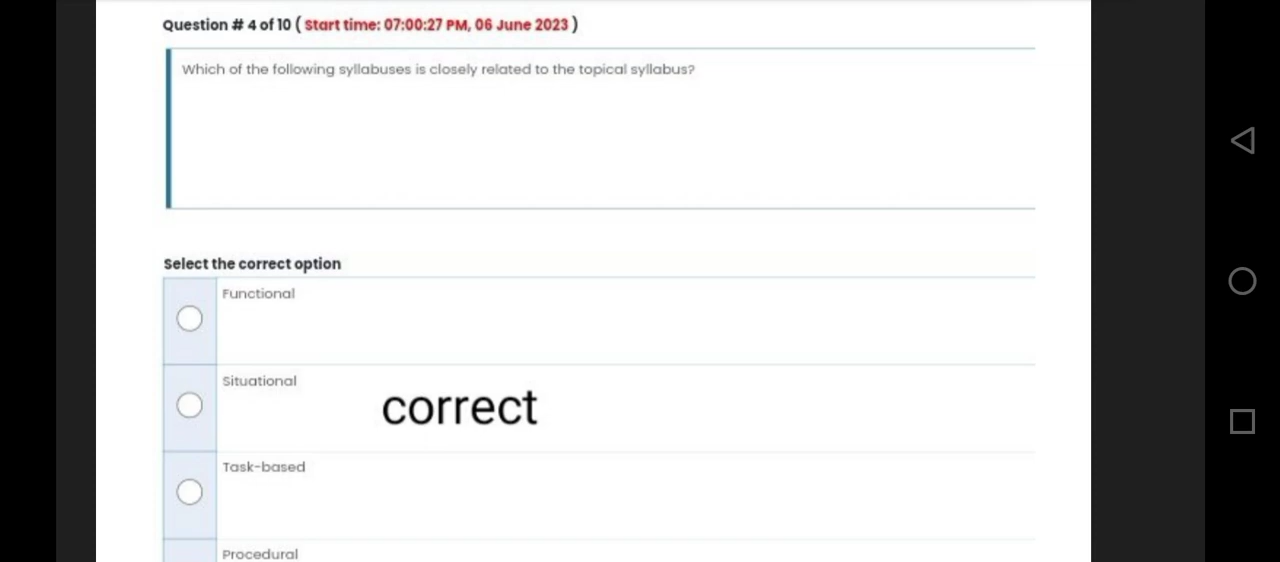 Question # 4 of 10 ( Start time: 07:00:27 PM, 06 June 2023 )
Which of the following syllabuses is closely related to the topical syllabus?
Select the correct option
Functional
Situational
correct
Task-based
Procedural